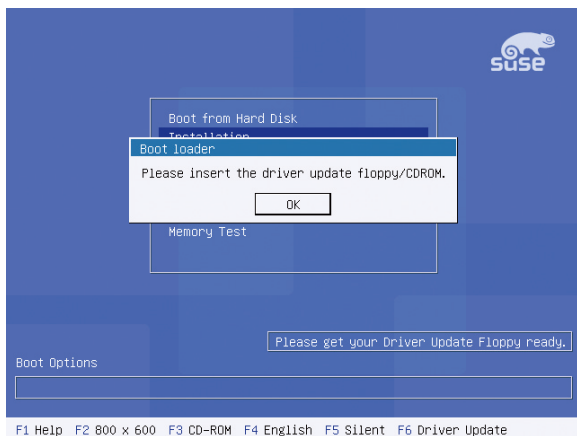 suse
Boot from Hard Disk
Installation
Boot loader
Please insert the driver update floppy/CDROM.
OK
Memory Test
Please get your Driver Update Floppy ready.
Boot Options
F1 Help F2 800 x 600 F3 CD-ROM F4 English F5 Silent F6 Driver Update